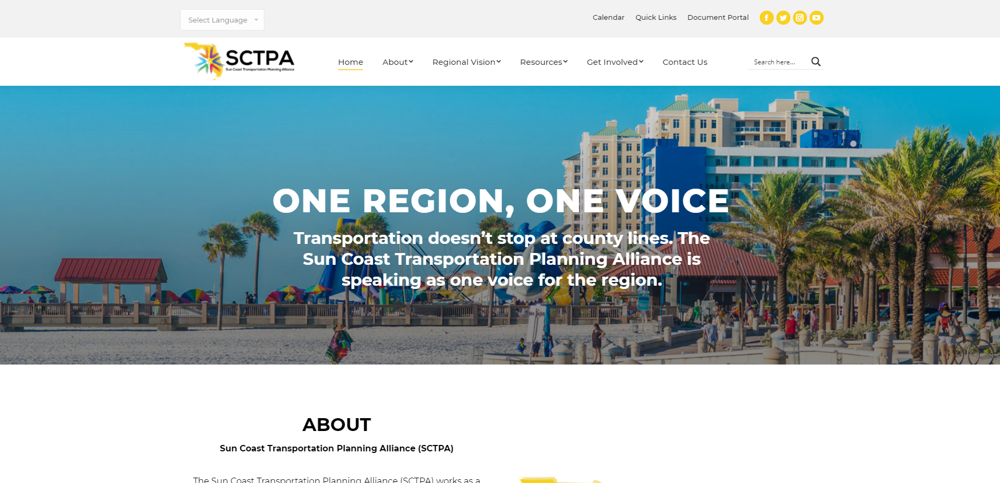 Select Language
Calendar
Quick Links
Document Portal
SCTPA
Sun Coast Transportation Planning Alliance
Home
About
Regional Vision
Resources
Get Involved
Contact Us
Search here...
ONE REGION, ONE VOICE
Transportation doesn’t stop at county lines. The
Sun Coast Transportation Planning Alliance is
speaking as one voice for the region.
ABOUT
Sun Coast Transportation Planning Alliance (SCTPA)
The Sun Coast Transportation Planning Alliance (SCTPA) works as a